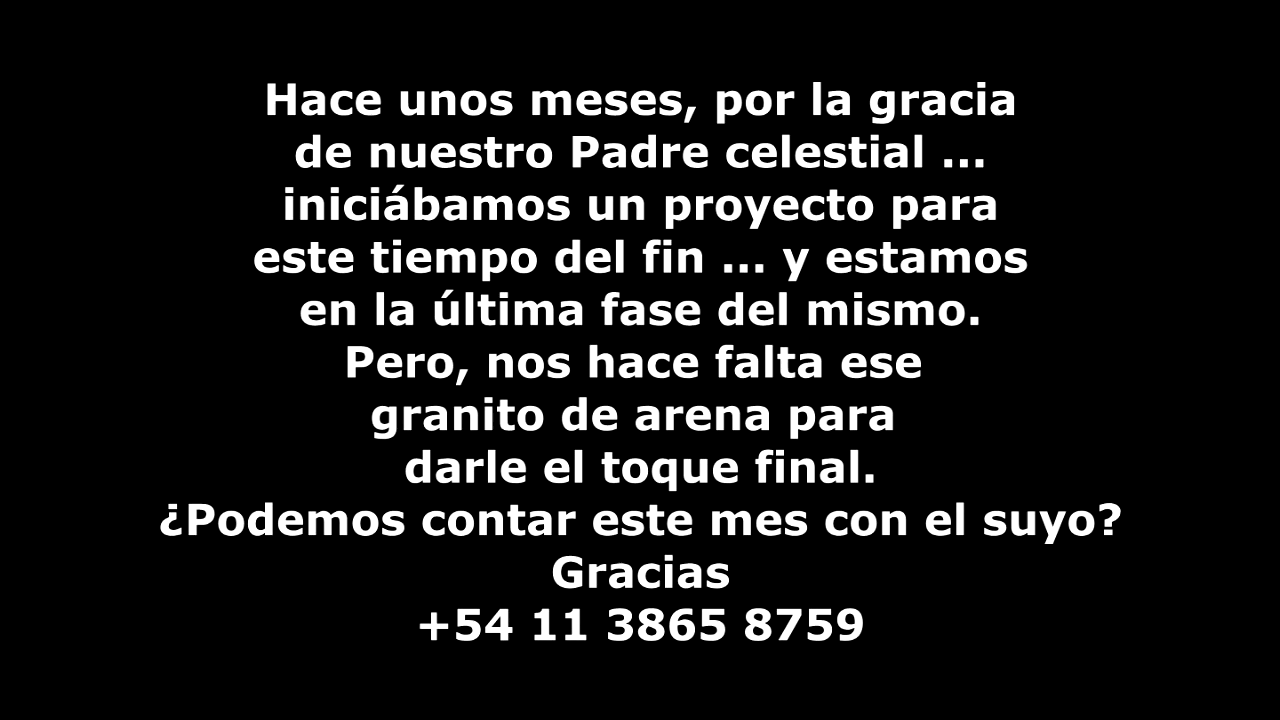 Hace unos meses, por la gracia
de nuestro Padre celestial ...
iniciábamos un proyecto para
este tiempo del fin ... y estamos
en la última fase del mismo.
Pero, nos hace falta ese
granito de arena para
darle el toque final.
¿Podemos contar este mes con el suyo?
Gracias
+54 11 3865 8759